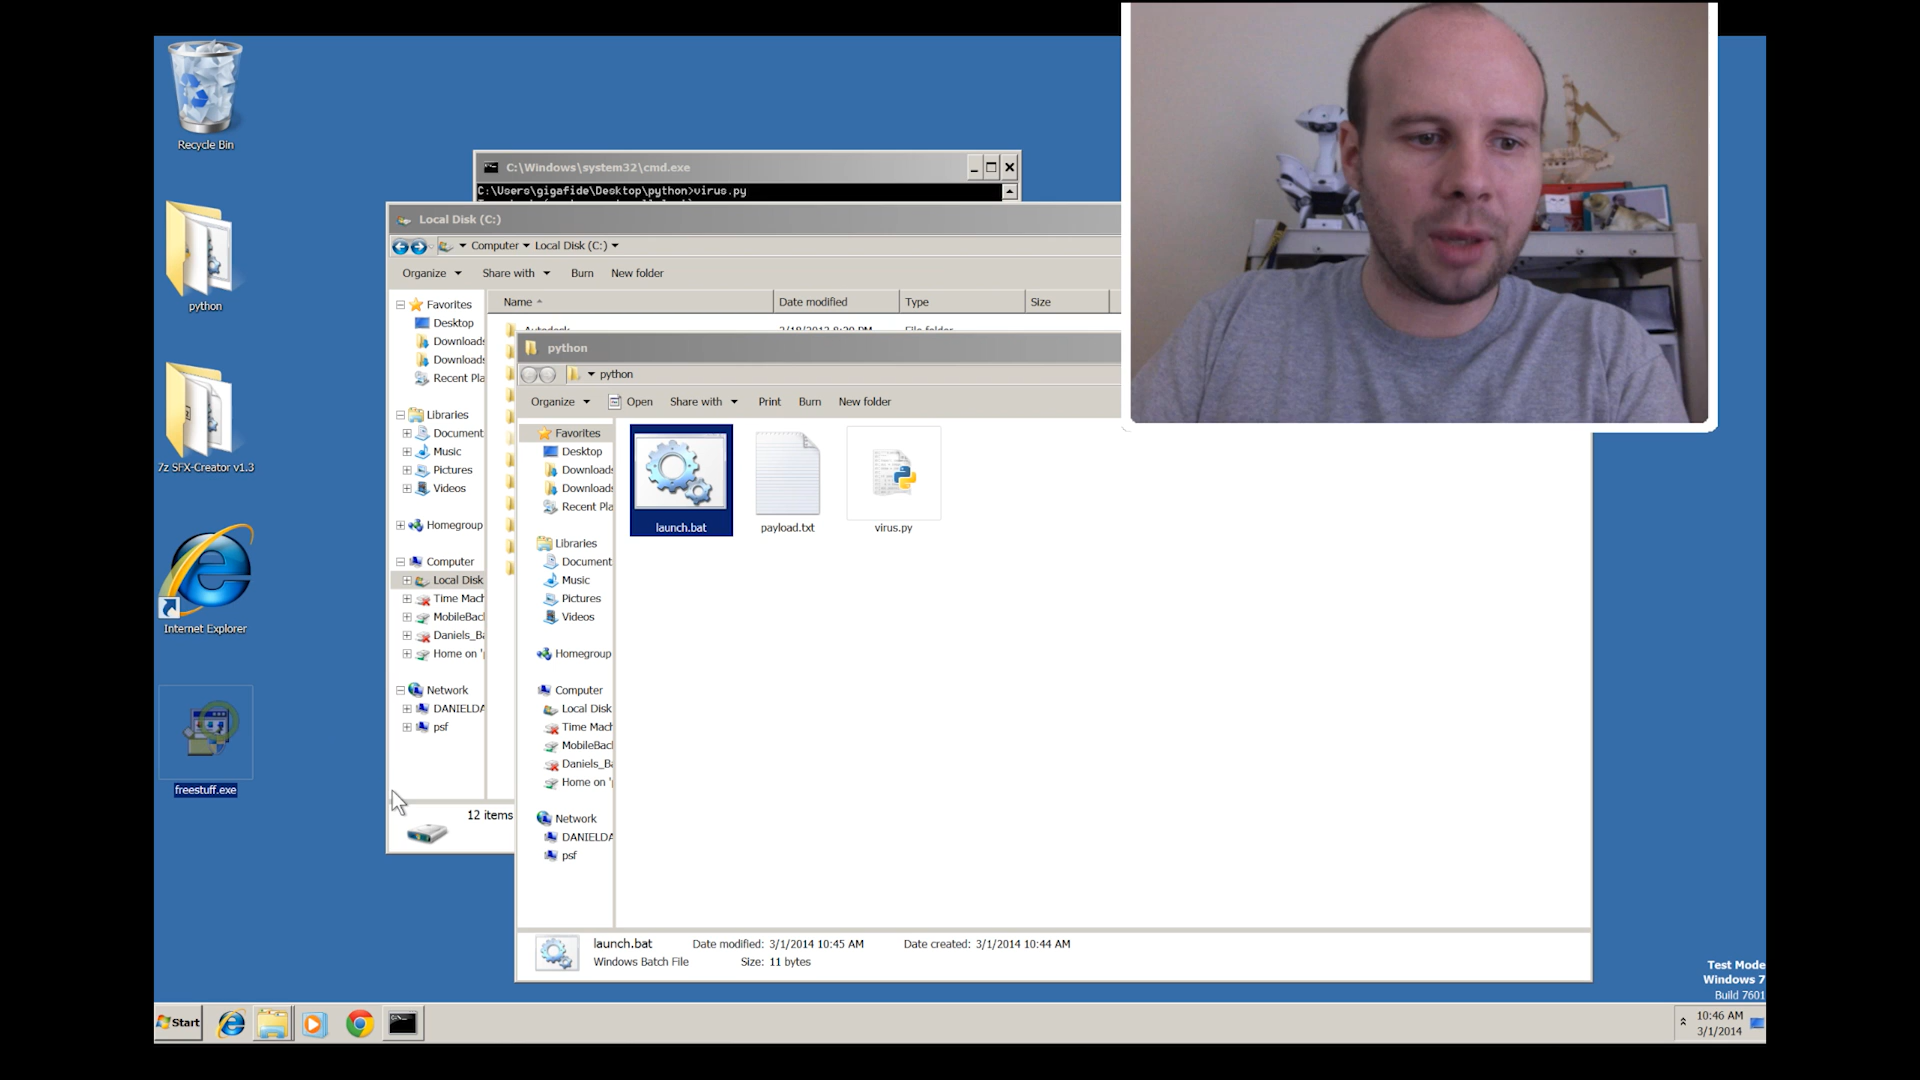 Recycle Bin
python
7z SFX-Creator v1.3
Internet Explorer
freestuff.exe
C:\Windows\system32\cmd.exe
C:\Users\gigafide\Desktop\python>virus.py
Local Disk (C:)
Computer Local Disk (C:)
Organize Share with Burn New folder
Name Date modified Type Size
Autodesk File folder
Favorites
Desktop
Downloads
Downloads
Recent Pla
Libraries
Document
Music
Pictures
Videos
Homegroup
Computer
Local Disk
Time Mach
MobileBac
Daniels_Ba
Home on '
Network
DANIELDA
psf
12 items
python
python
Organize Open Share with Print Burn New folder
Favorites
Desktop
Downloads
Downloads
Recent Pla
Libraries
Document
Music
Pictures
Videos
Homegroup
Computer
Local Disk
Time Mach
MobileBac
Daniels_Ba
Home on '
Network
DANIELDA
psf
launch.bat payload.txt virus.py
launch.bat Date modified: 3/1/2014 10:45 AM Date created: 3/1/2014 10:44 AM
Windows Batch File Size: 11 bytes
Test Mode
Windows 7
Build 7601
Start
10:46 AM
3/1/2014